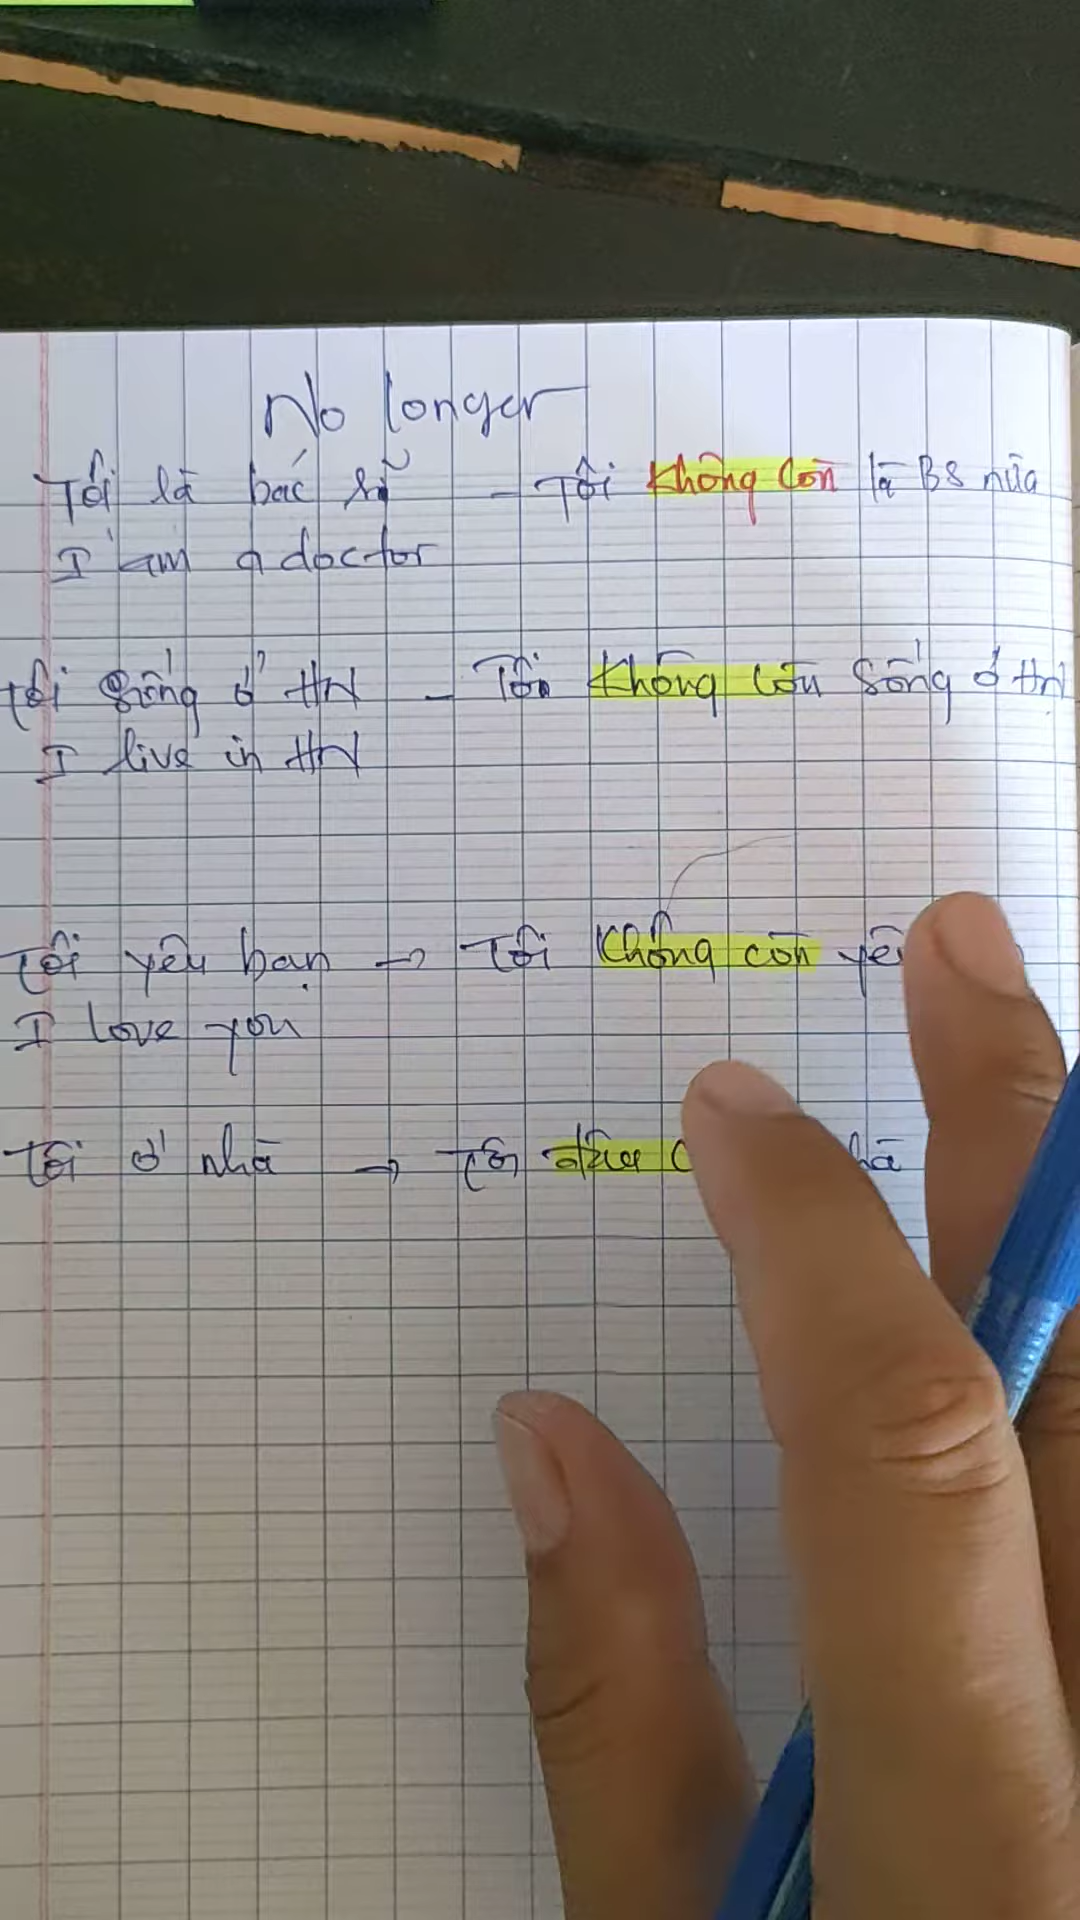 No longer
Tôi là bác sĩ - Tôi không còn là BS nữa
I am a doctor
Tôi sống ở HN - Tôi không còn sống ở HN
I live in HN
Tôi yêu bạn → Tôi không còn yê
I love you
Tôi ở nhà → Tôi